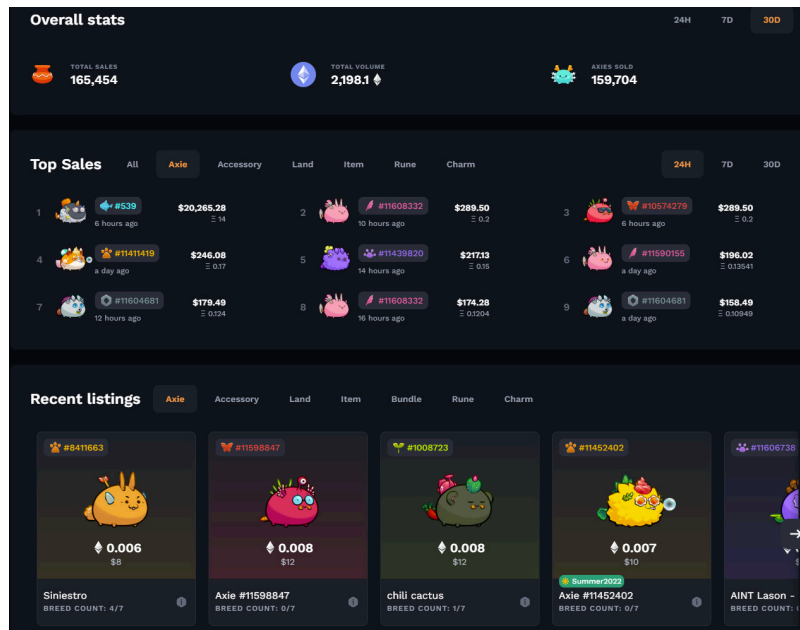 Overall stats
24H
7D
30D
TOTAL SALES
165,454
TOTAL VOLUME
2,198.1
AXIES SOLD
159,704
Top Sales
All
Axie
Accessory
Land
Item
Rune
Charm
24H
7D
30D
1
#539
6 hours ago
$20,265.28
Ξ 14
2
#11608332
10 hours ago
$289.50
Ξ 0.2
3
#10574279
6 hours ago
$289.50
Ξ 0.2
4
#11411419
a day ago
$246.08
Ξ 0.17
5
#11439820
14 hours ago
$217.13
Ξ 0.15
6
#11590155
a day ago
$196.02
Ξ 0.13541
7
#11604681
12 hours ago
$179.49
Ξ 0.124
8
#11608332
16 hours ago
$174.28
Ξ 0.1204
9
#11604681
a day ago
$158.49
Ξ 0.10949
Recent listings
Axie
Accessory
Land
Item
Bundle
Rune
Charm
#8411663
0.006
$8
Siniestro
BREED COUNT: 4/7
#11598847
0.008
$12
Axie #11598847
BREED COUNT: 0/7
#1008723
0.008
$12
chili cactus
BREED COUNT: 1/7
#11452402
0.007
$10
Summer2022
Axie #11452402
BREED COUNT: 0/7
#11606738
AINT Lason -
BREED COUNT: